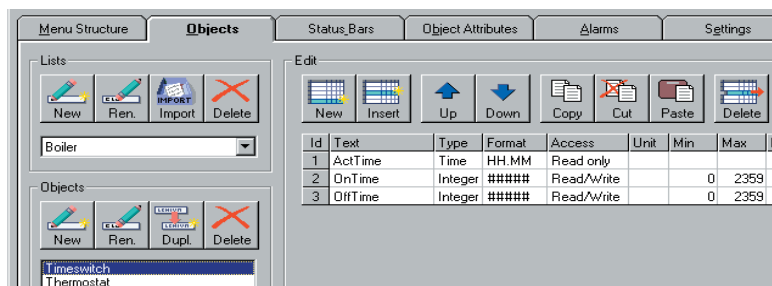 Menu Structure Objects Status_Bars Object Attributes Alarms Settings
Lists
New Ren. Import Delete
IMPORT
Boiler
Objects
New Ren. Dupl. Delete
Timeswitch
Thermostat
Edit
New Insert Up Down Copy Cut Paste Delete
Id Text Type Format Access Unit Min Max
1 ActTime Time HH.MM Read only
2 OnTime Integer ##### Read/Write 0 2359
3 OffTime Integer ##### Read/Write 0 2359